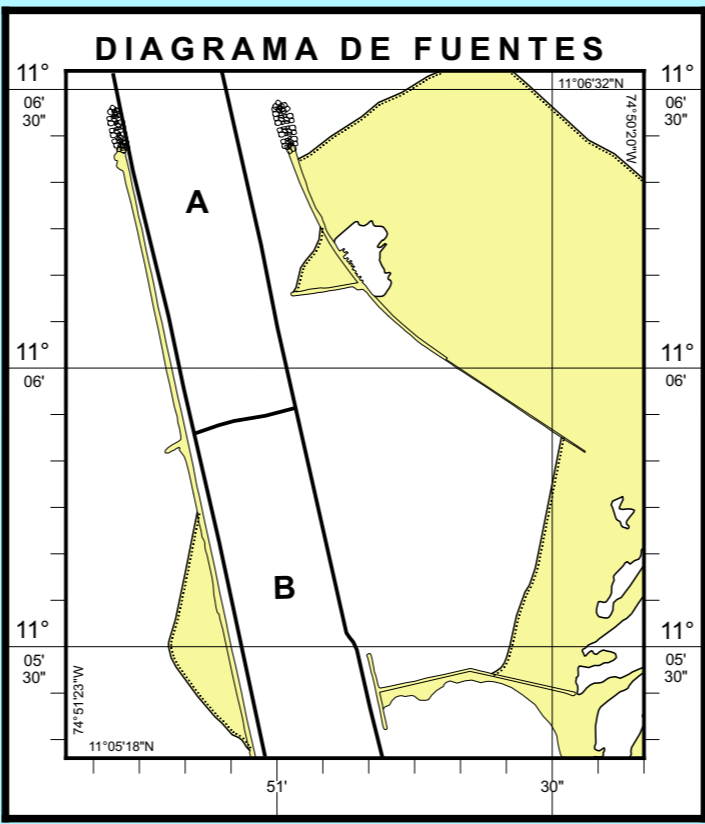 DIAGRAMA DE FUENTES
11° 06' 30"
11°06'32"N
74°50'20"W
11° 06' 30"
A
11° 06'
11° 06'
B
11° 05' 30"
11° 05' 30"
74°51'23"W
11°05'18"N
51'
30"